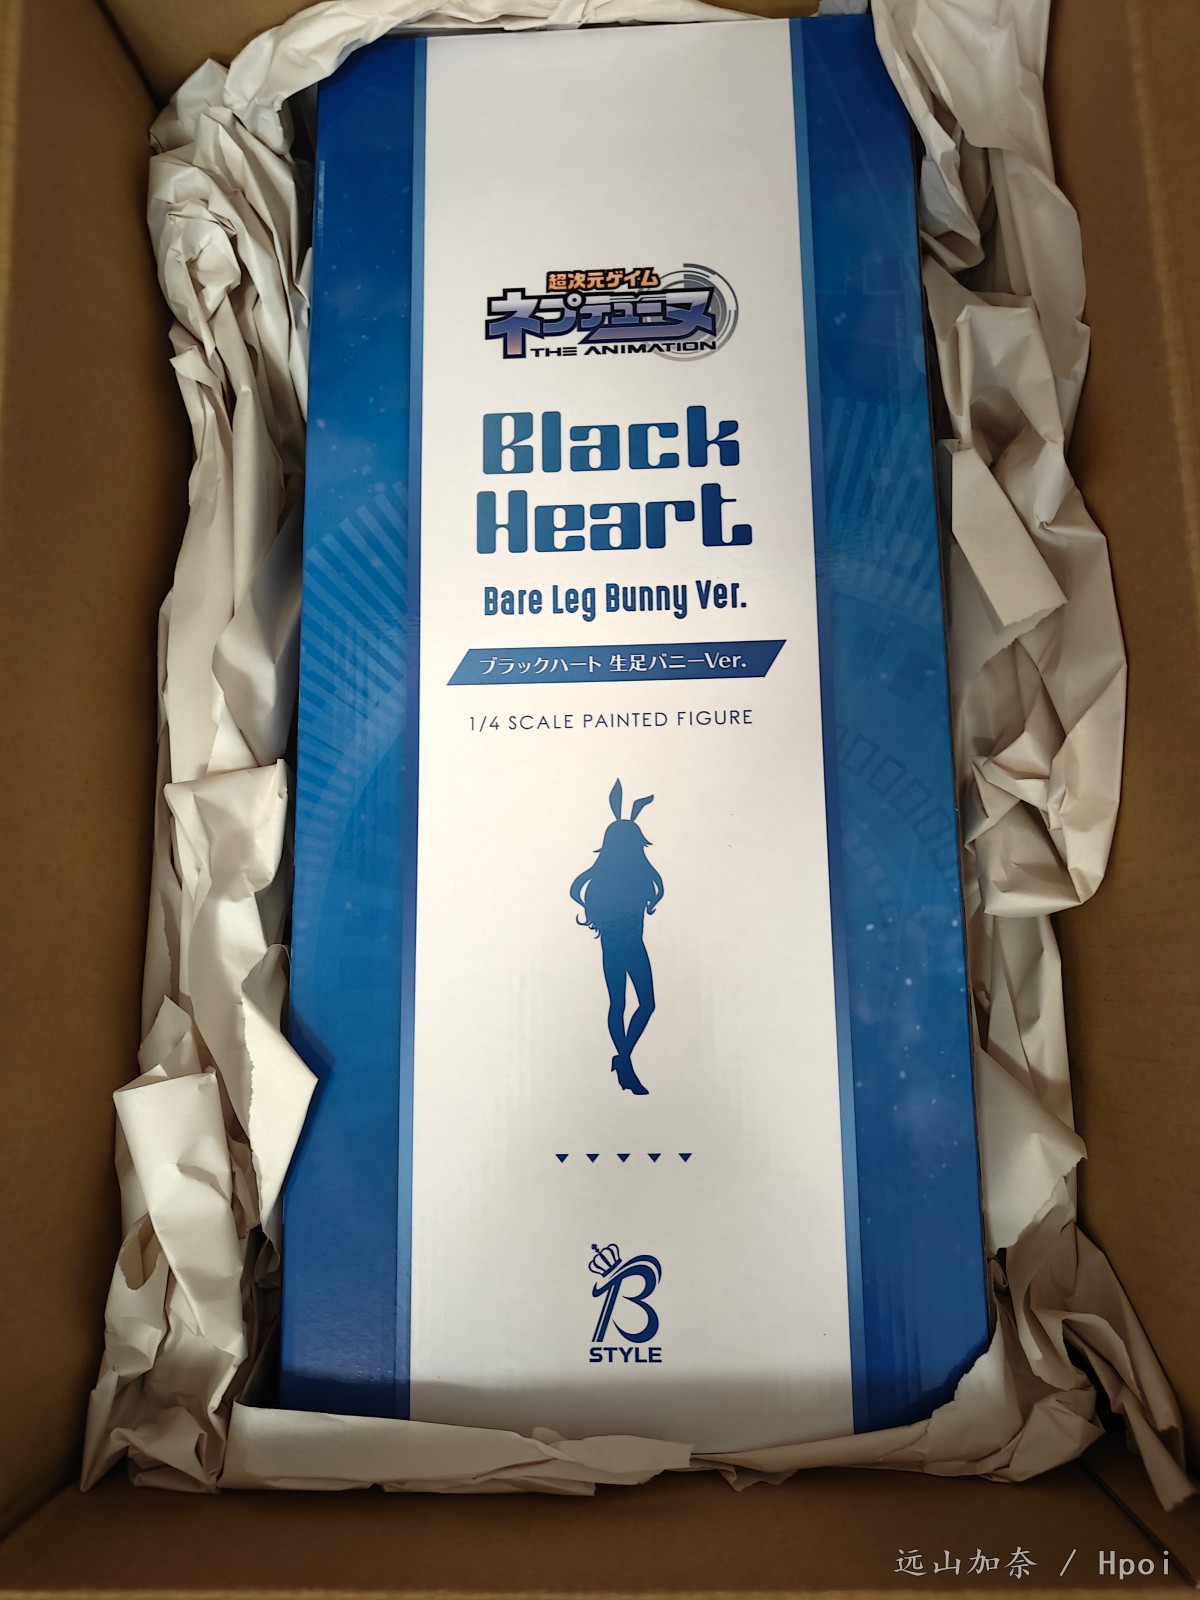 超次元ゲイム
ネプテューヌ
THE ANIMATION
Black
Heart
Bare Leg Bunny Ver.
ブラックハート 生足バニーVer.
1/4 SCALE PAINTED FIGURE
B
STYLE
远山加奈 / Hpoi